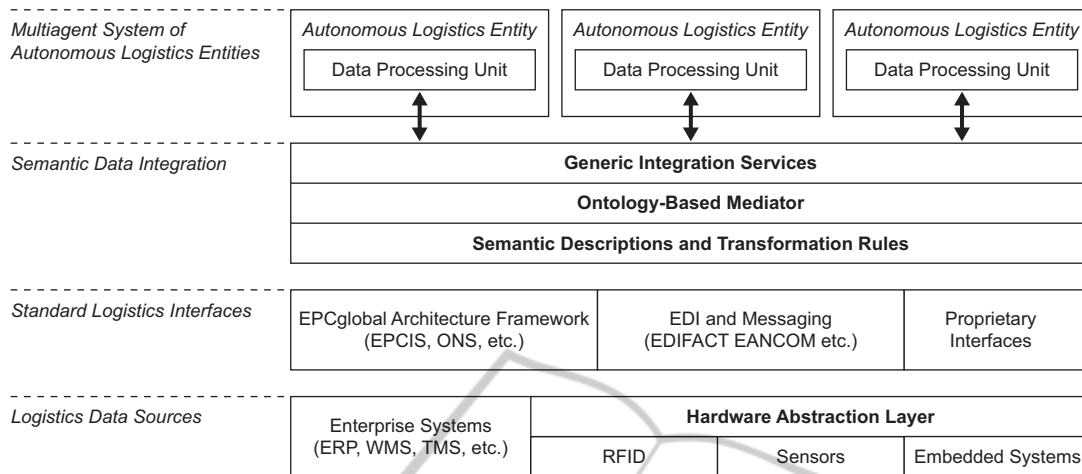 Multiagent System of
Autonomous Logistics Entities
Autonomous Logistics Entity
Data Processing Unit
Autonomous Logistics Entity
Data Processing Unit
Autonomous Logistics Entity
Data Processing Unit
Semantic Data Integration
Generic Integration Services
Ontology-Based Mediator
Semantic Descriptions and Transformation Rules
Standard Logistics Interfaces
EPCglobal Architecture Framework
(EPCIS, ONS, etc.)
EDI and Messaging
(EDIFACT EANCOM etc.)
Proprietary
Interfaces
Logistics Data Sources
Enterprise Systems
(ERP, WMS, TMS, etc.)
Hardware Abstraction Layer
RFID
Sensors
Embedded Systems